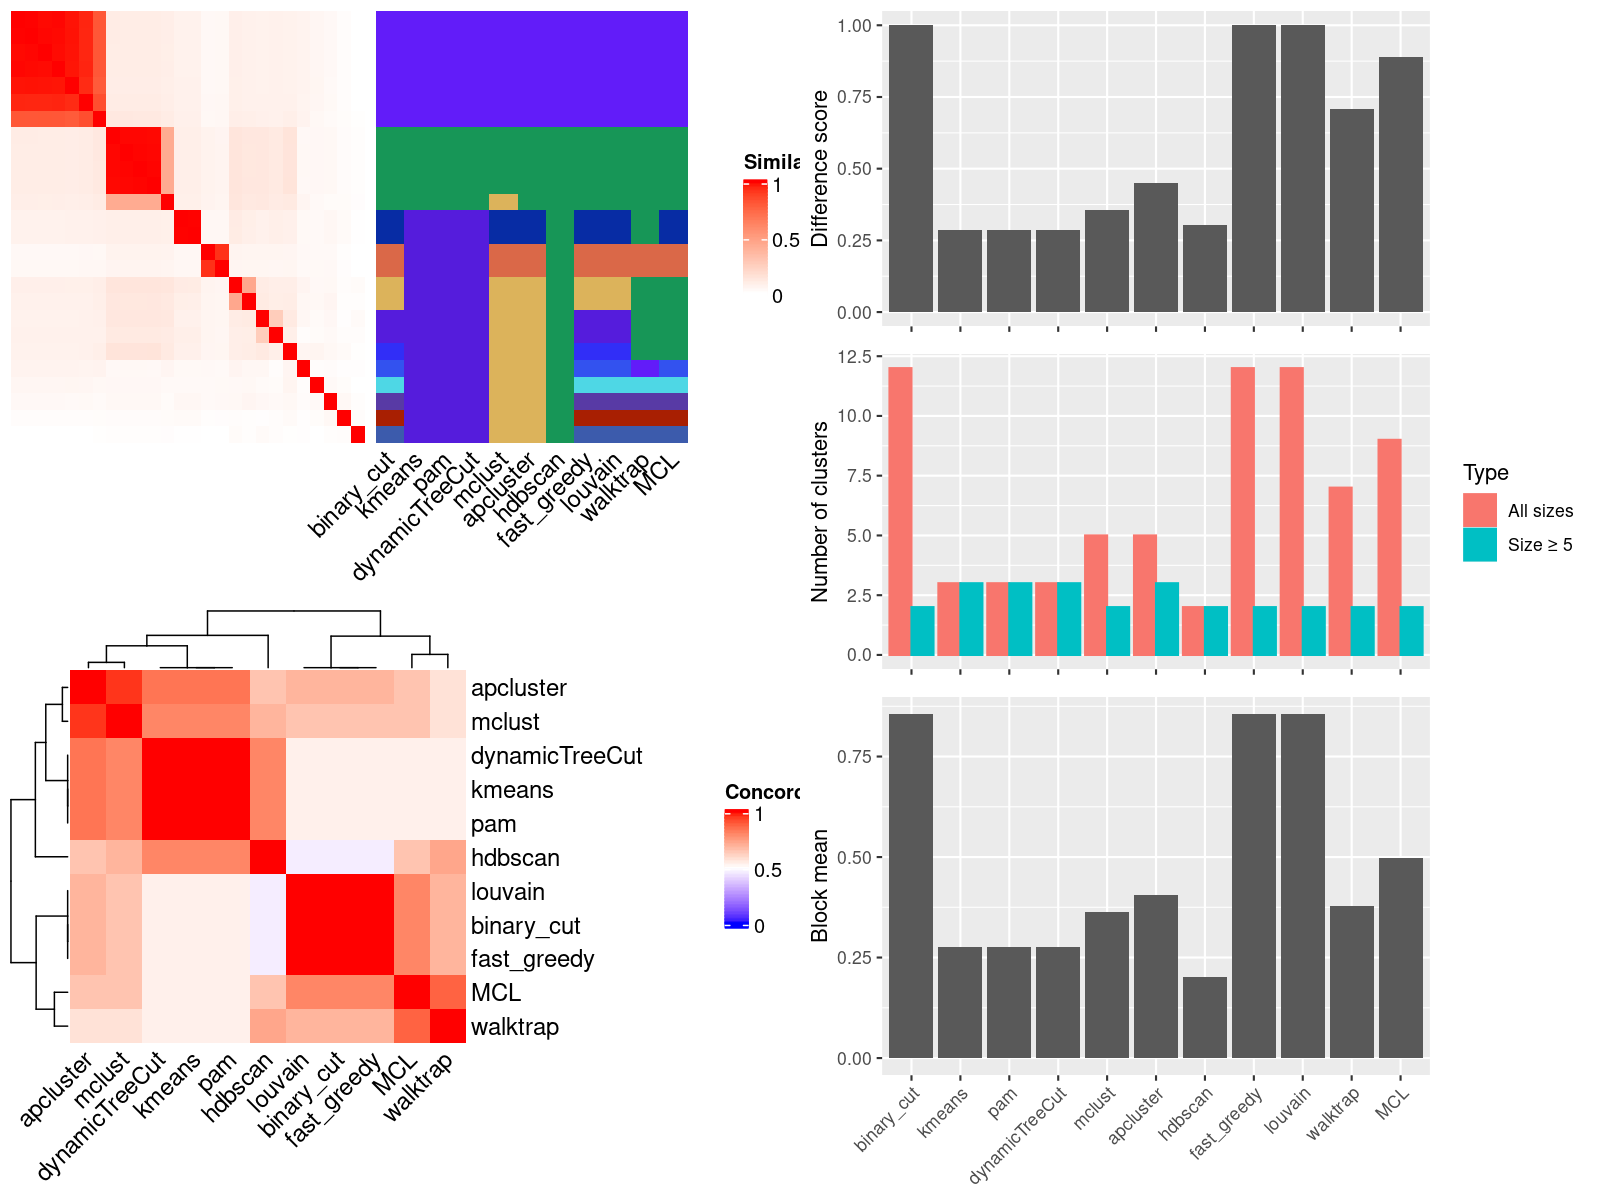 Simila
1
0.5
0
binary_cut
kmeans
pam
dynamicTreeCut
mclust
apcluster
hdbscan
fast_greedy
louvain
walktrap
MCL
apcluster
mclust
dynamicTreeCut
kmeans
pam
hdbscan
louvain
binary_cut
fast_greedy
MCL
walktrap
Concord
1
0.5
0
apcluster
mclust
dynamicTreeCut
kmeans
pam
hdbscan
louvain
binary_cut
fast_greedy
MCL
walktrap
Difference score
1.00
0.75
0.50
0.25
0.00
Number of clusters
12.5
10.0
7.5
5.0
2.5
0.0
Type
All sizes
Size ≥ 5
Block mean
0.75
0.50
0.25
0.00
binary_cut
kmeans
pam
dynamicTreeCut
mclust
apcluster
hdbscan
fast_greedy
louvain
walktrap
MCL